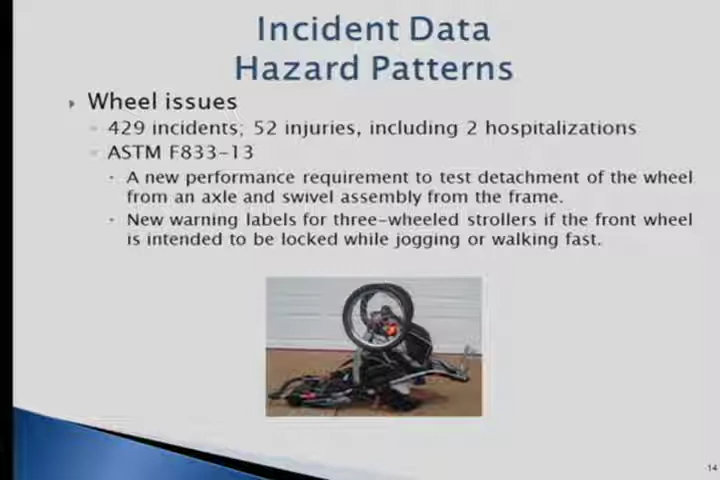 Incident Data
Hazard Patterns
Wheel issues
429 incidents; 52 injuries, including 2 hospitalizations
ASTM F833-13
A new performance requirement to test detachment of the wheel
from an axle and swivel assembly from the frame.
New warning labels for three-wheeled strollers if the front wheel
is intended to be locked while jogging or walking fast.
14